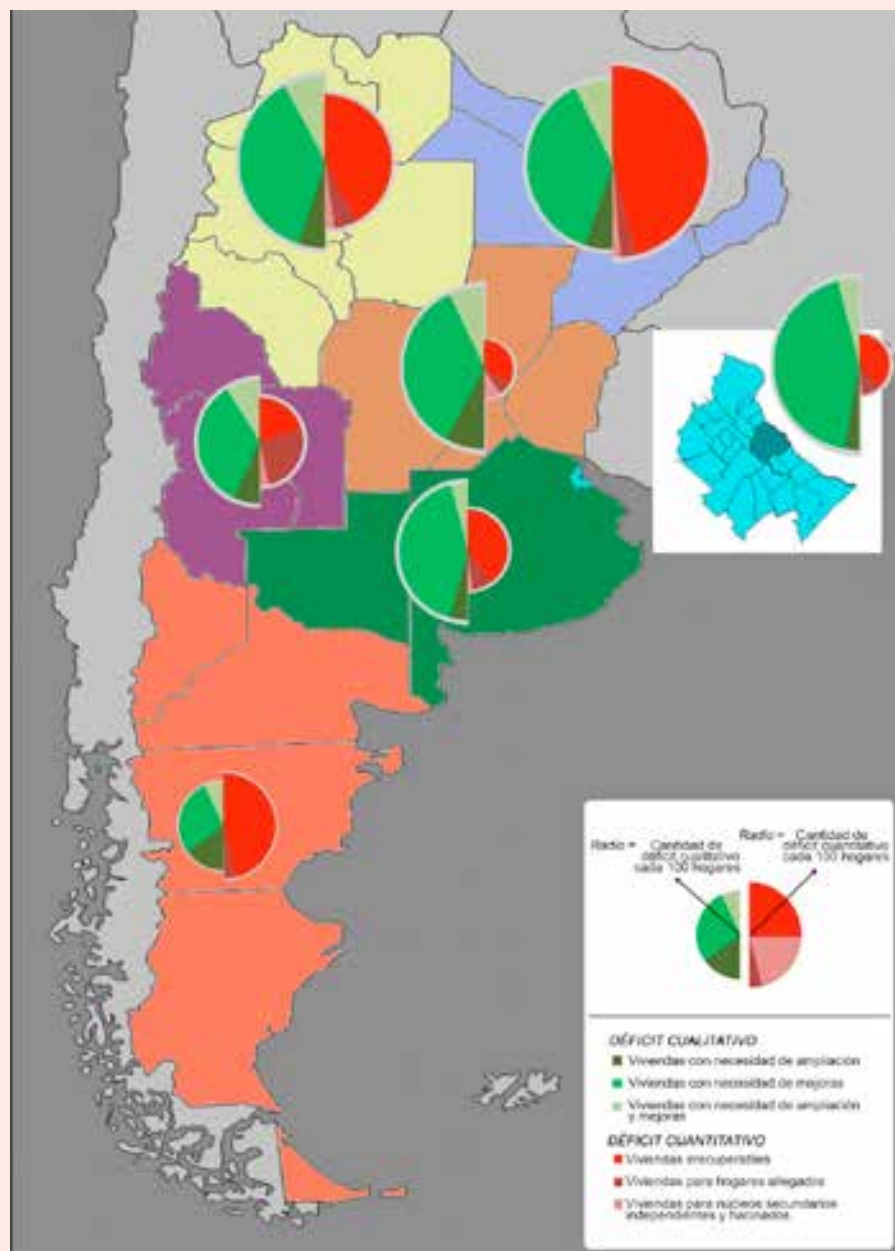 Radio = Cantidad de
déficit cualitativo
cada 100 hogares
Radio = Cantidad de
déficit cuantitativo
cada 100 hogares
DÉFICIT CUALITATIVO
Viviendas con necesidad de ampliación
Viviendas con necesidad de mejoras
Viviendas con necesidad de ampliación
y mejoras
DÉFICIT CUANTITATIVO
Viviendas irrecuperables
Viviendas para hogares allegados
Viviendas para núcleos secundarios
independientes y hacinados